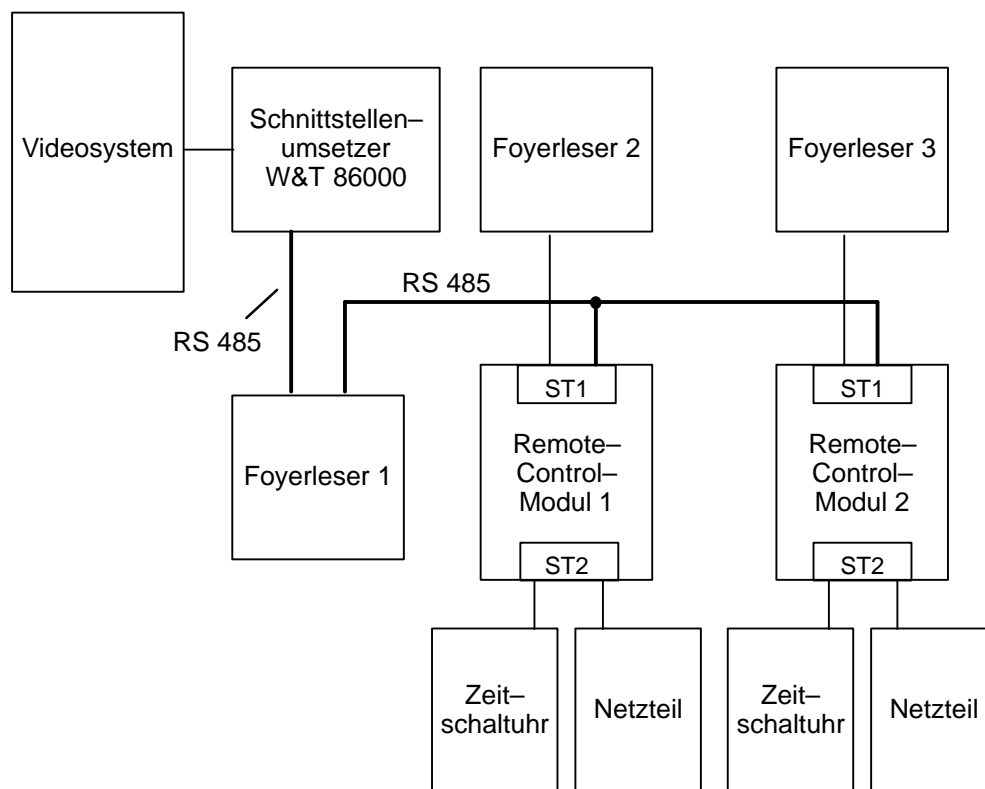 Videosystem
Schnittstellen–
umsetzer
W&T 86000
Foyerleser 2
Foyerleser 3
RS 485
RS 485
Foyerleser 1
ST1
Remote–
Control–
Modul 1
ST2
ST1
Remote–
Control–
Modul 2
ST2
Zeit–
schaltuhr
Netzteil
Zeit–
schaltuhr
Netzteil